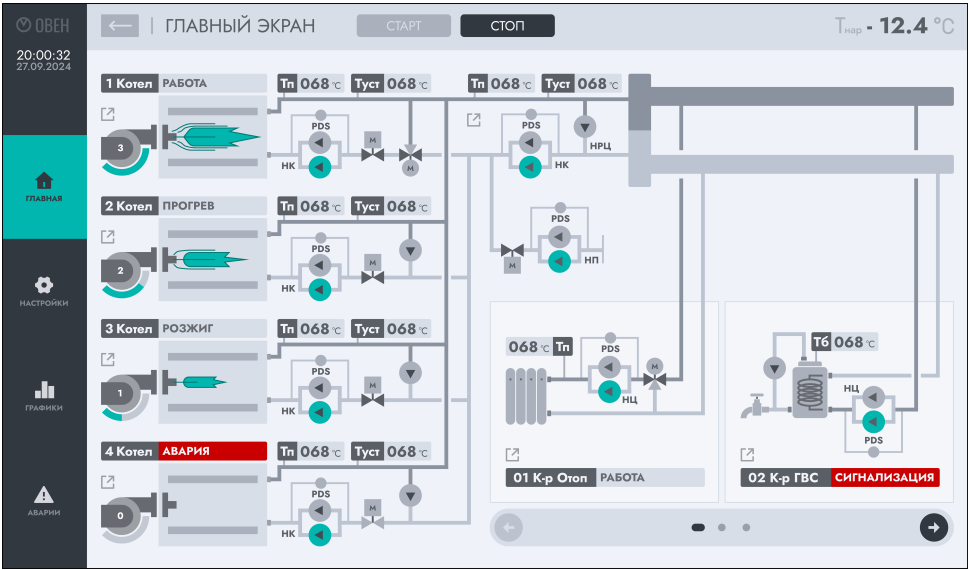 ОВЕН
20:00:32
27.09.2024
ГЛАВНАЯ
НАСТРОЙКИ
ГРАФИКИ
АВАРИИ
ГЛАВНЫЙ ЭКРАН
СТАРТ
СТОП
Тнар - 12.4 °C
1 Котел РАБОТА
Тп 068 °C Туст 068 °C
PDS
НК
М
М
3
2 Котел ПРОГРЕВ
Тп 068 °C Туст 068 °C
PDS
НК
М
2
3 Котел РОЗЖИГ
Тп 068 °C Туст 068 °C
PDS
НК
М
1
4 Котел АВАРИЯ
Тп 068 °C Туст 068 °C
PDS
НК
М
0
Тп 068 °C Туст 068 °C
PDS
НК
НРЦ
PDS
НП
М
068 °C Тп
PDS
НЦ
М
01 К-р Отоп РАБОТА
Тб 068 °C
НЦ
PDS
02 К-р ГВС СИГНАЛИЗАЦИЯ